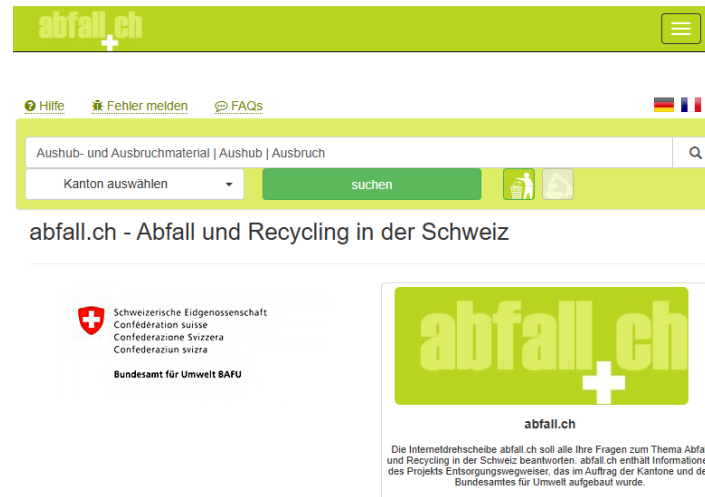 abfall.ch
Hilfe Fehler melden FAQs
Aushub- und Ausbruchmaterial | Aushub | Ausbruch
Kanton auswählen suchen
abfall.ch - Abfall und Recycling in der Schweiz
Schweizerische Eidgenossenschaft
Confédération suisse
Confederazione Svizzera
Confederaziun svizra
Bundesamt für Umwelt BAFU
abfall.ch
abfall.ch
Die Internetdrehscheibe abfall.ch soll alle Ihre Fragen zum Thema Abfa
und Recycling in der Schweiz beantworten. abfall.ch enthält Informatione
des Projekts Entsorgungswegweiser, das im Auftrag der Kantone und de
Bundesamtes für Umwelt aufgebaut wurde.